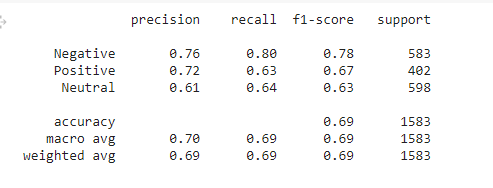 precision recall f1-score support
Negative 0.76 0.80 0.78 583
Positive 0.72 0.63 0.67 402
Neutral 0.61 0.64 0.63 598
accuracy 0.69 1583
macro avg 0.70 0.69 0.69 1583
weighted avg 0.69 0.69 0.69 1583